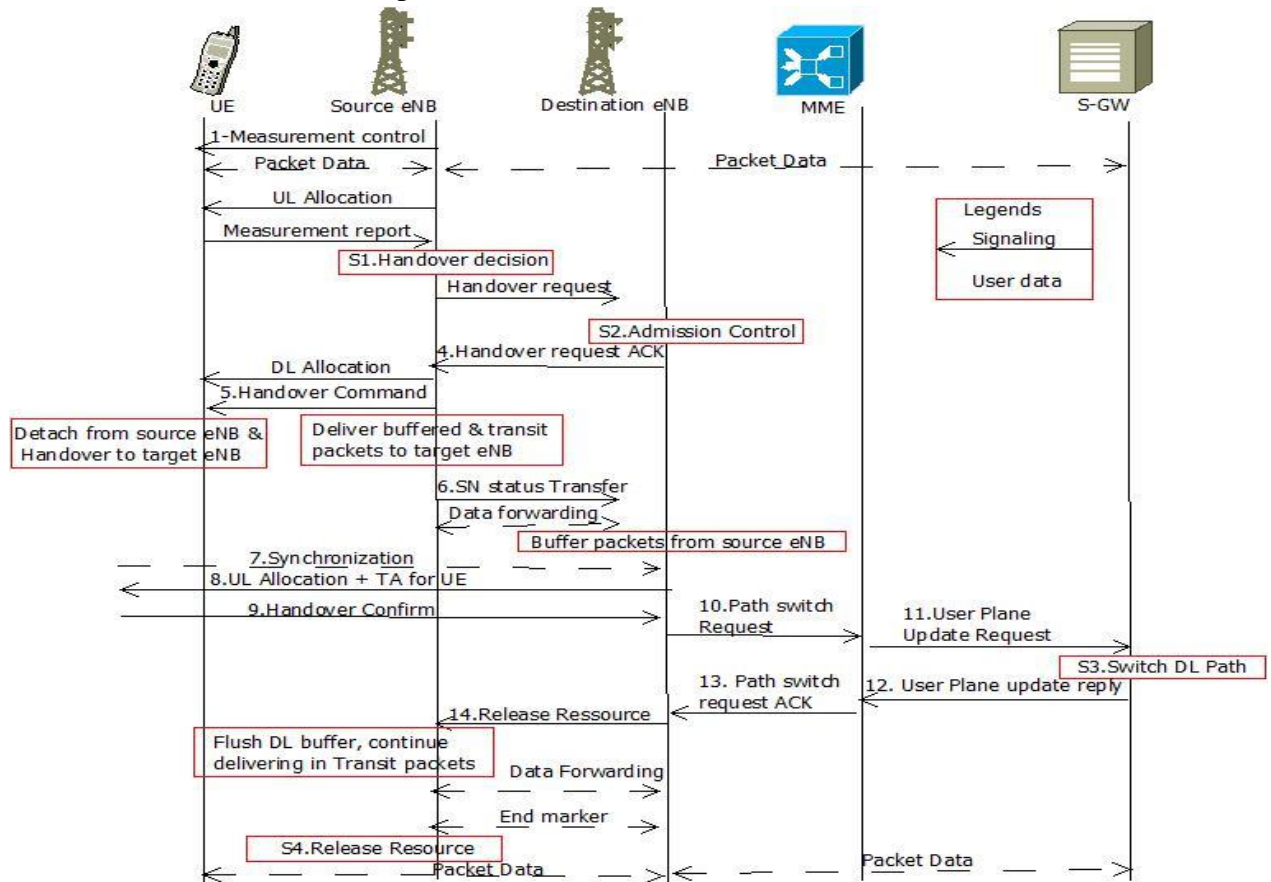 UE
Source eNB
Destination eNB
MME
S-GW
1-Measurement control
Packet Data
Packet Data
UL Allocation
Legends
Signaling
User data
Measurement report
S1.Handover decision
Handover request
S2.Admission Control
4.Handover request ACK
DL Allocation
5.Handover Command
Detach from source eNB &
Handover to target eNB
Deliver buffered & transit
packets to target eNB
6.SN status Transfer
Data forwarding
Buffer packets from source eNB
7.Synchronization
8.UL Allocation + TA for UE
9.Handover Confirm
10.Path switch
Request
11.User Plane
Update Request
S3.Switch DL Path
12. User Plane update reply
13. Path switch
request ACK
14.Release Ressource
Flush DL buffer, continue
delivering in Transit packets
Data Forwarding
End marker
S4.Release Resource
Packet Data
Packet Data